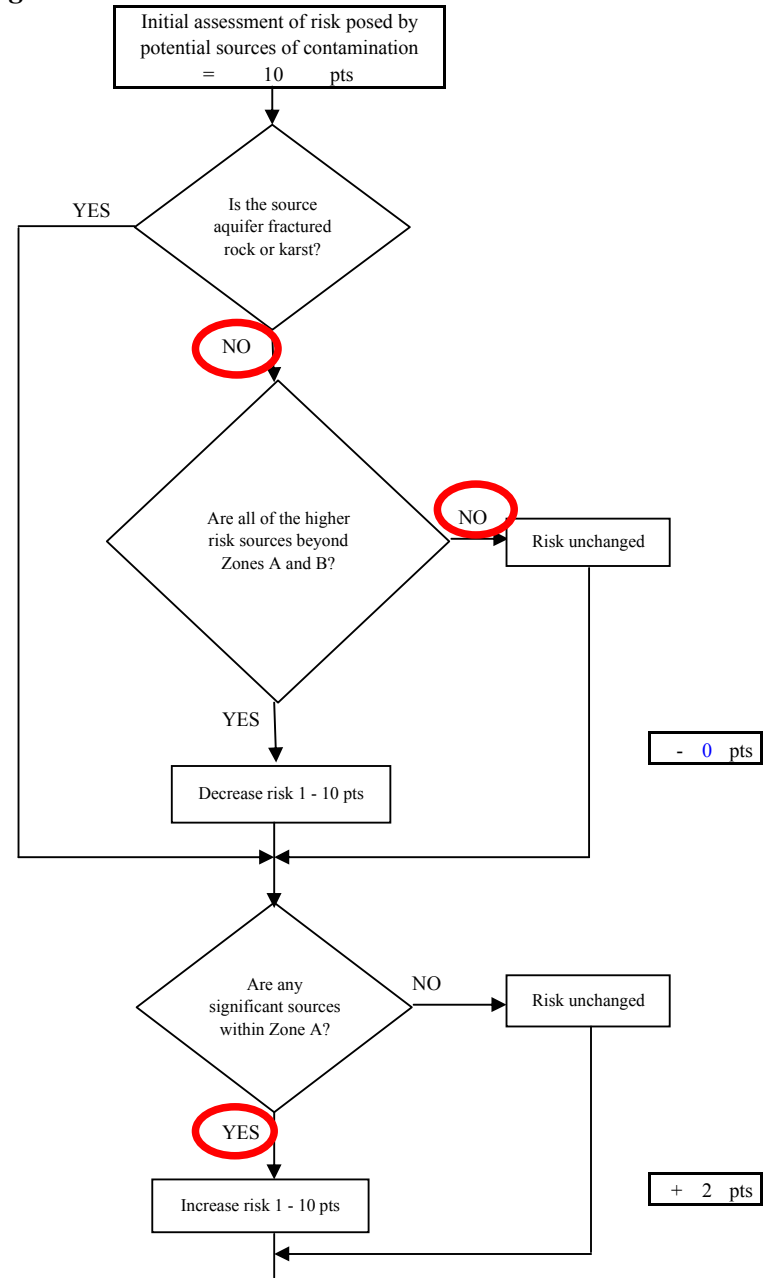 g
Initial assessment of risk posed by
potential sources of contamination
= 10 pts
YES
Is the source
aquifer fractured
rock or karst?
NO
Are all of the higher
risk sources beyond
Zones A and B?
NO
Risk unchanged
YES
- 0 pts
Decrease risk 1 - 10 pts
Are any
significant sources
within Zone A?
NO
Risk unchanged
YES
+ 2 pts
Increase risk 1 - 10 pts